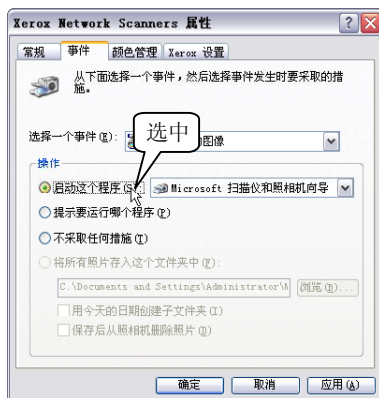 Xerox Network Scanners 属性
常规 事件 颜色管理 Xerox 设置
从下面选择一个事件，然后选择事件发生时要采取的措
施。
选中
选择一个事件(E): 的图像
操作
启动这个程序(S): Microsoft 扫描仪和照相机向导
提示要运行哪个程序(P)
不采取任何措施(T)
将所有照片存入这个文件夹中(F):
C:\Documents and Settings\Administrator\M 浏览(B)...
用今天的日期创建子文件夹(I)
保存后从照相机删除照片(D)
确定 取消 应用(A)